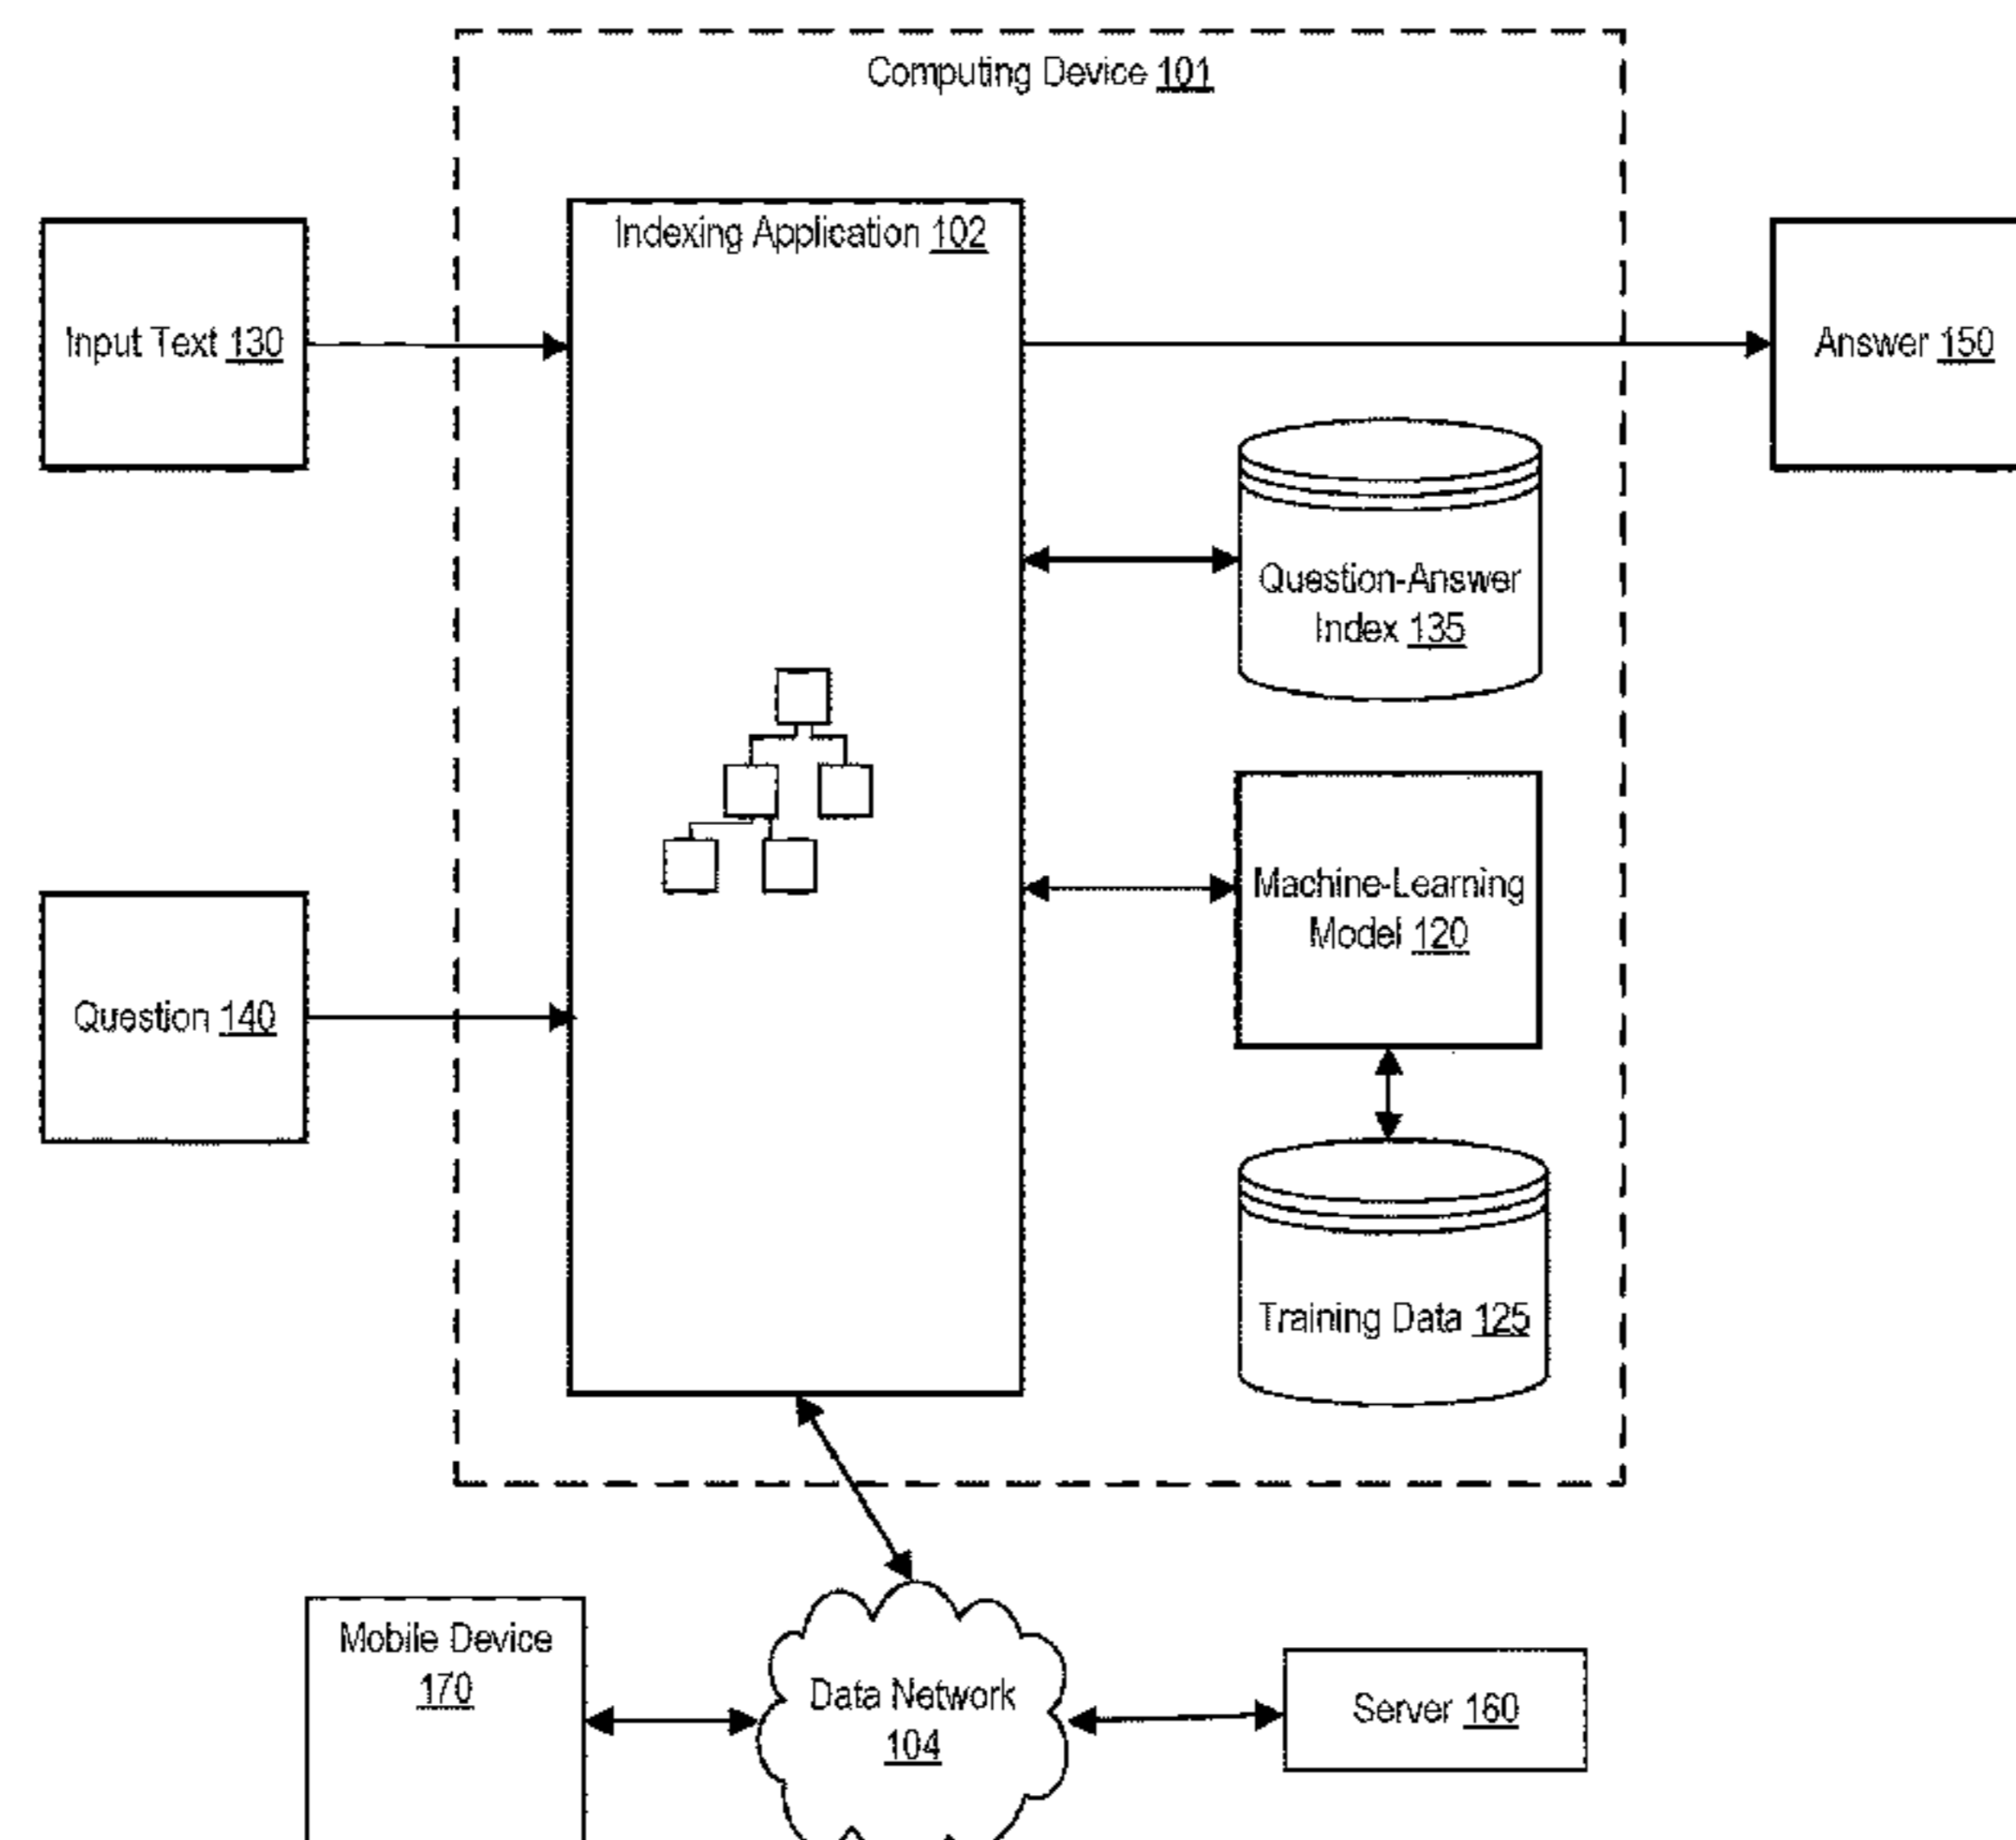 Computing Device 101
Indexing Application 102
Input Text 130
Answer 150
Question-Answer
Index 135
Machine-Learning
Model 120
Question 140
Training Data 125
Mobile Device
170
Data Network
104
Server 160